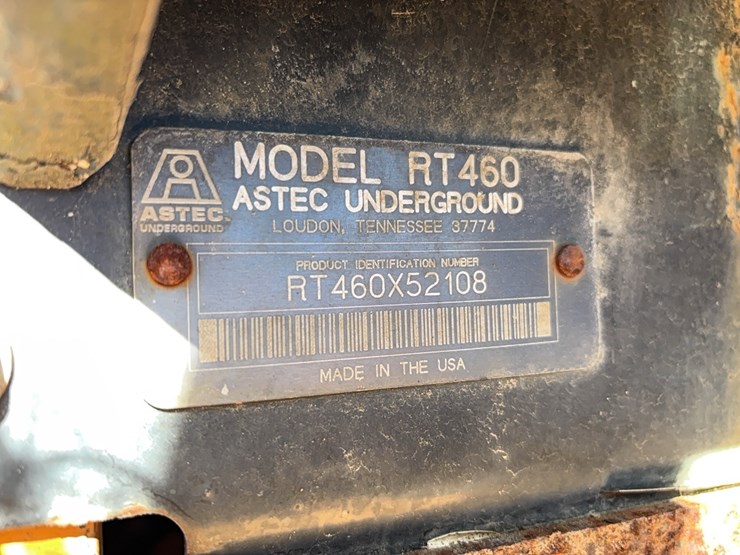 MODEL RT460
ASTEC UNDERGROUND
LOUDON, TENNESSEE 37774
ASTEC
UNDERGROUND
PRODUCT IDENTIFICATION NUMBER
RT460X52108
MADE IN THE USA